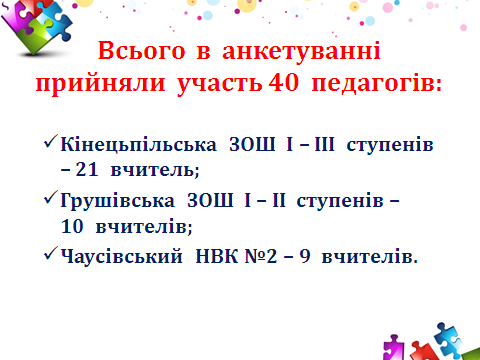 Всього в анкетуванні
прийняли участь 40 педагогів:
✓Кінецьпільська ЗОШ І – ІІІ ступенів
– 21 вчитель;
✓Грушівська ЗОШ І – ІІ ступенів –
10 вчителів;
✓Чаусівський НВК №2 – 9 вчителів.